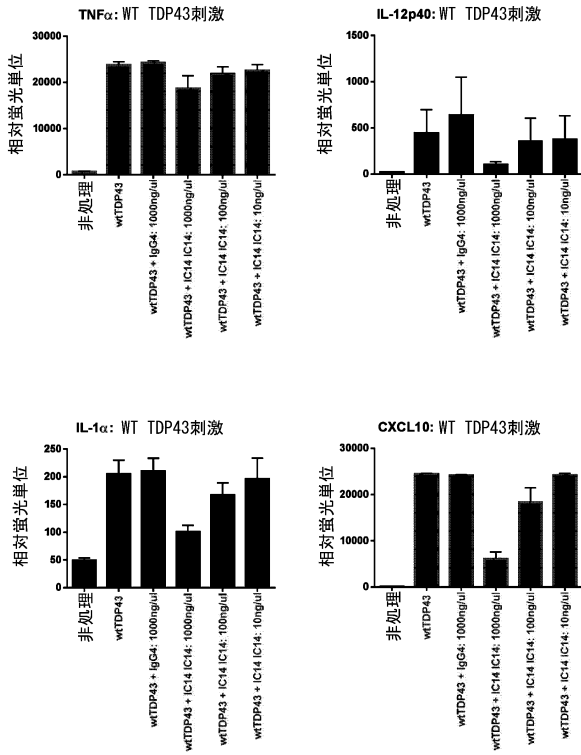 TNFα: WT TDP43刺激
相対蛍光単位
30000
20000
10000
0
非処理
wtTDP43
wtTDP43 + IgG4: 1000ng/ul
wtTDP43 + IC14 IC14: 1000ng/ul
wtTDP43 + IC14 IC14: 100ng/ul
wtTDP43 + IC14 IC14: 10ng/ul
IL-12p40: WT TDP43刺激
相対蛍光単位
1500
1000
500
0
非処理
wtTDP43
wtTDP43 + IgG4: 1000ng/ul
wtTDP43 + IC14 IC14: 1000ng/ul
wtTDP43 + IC14 IC14: 100ng/ul
wtTDP43 + IC14 IC14: 10ng/ul
IL-1α: WT TDP43刺激
相対蛍光単位
250
200
150
100
50
0
非処理
wtTDP43
wtTDP43 + IgG4: 1000ng/ul
wtTDP43 + IC14 IC14: 1000ng/ul
wtTDP43 + IC14 IC14: 100ng/ul
wtTDP43 + IC14 IC14: 10ng/ul
CXCL10: WT TDP43刺激
相対蛍光単位
30000
20000
10000
0
非処理
wtTDP43
wtTDP43 + IgG4: 1000ng/ul
wtTDP43 + IC14 IC14: 1000ng/ul
wtTDP43 + IC14 IC14: 100ng/ul
wtTDP43 + IC14 IC14: 10ng/ul